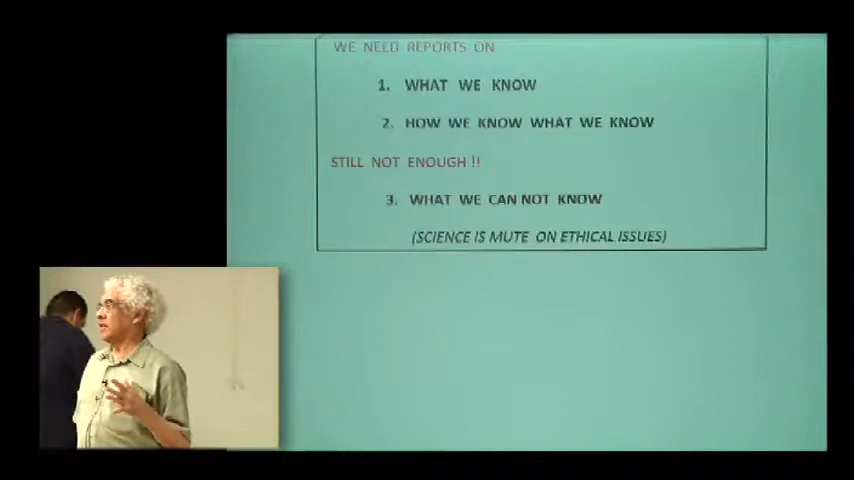 WE NEED REPORTS ON
1. WHAT WE KNOW
2. HOW WE KNOW WHAT WE KNOW
STILL NOT ENOUGH !!
3. WHAT WE CAN NOT KNOW
(SCIENCE IS MUTE ON ETHICAL ISSUES)